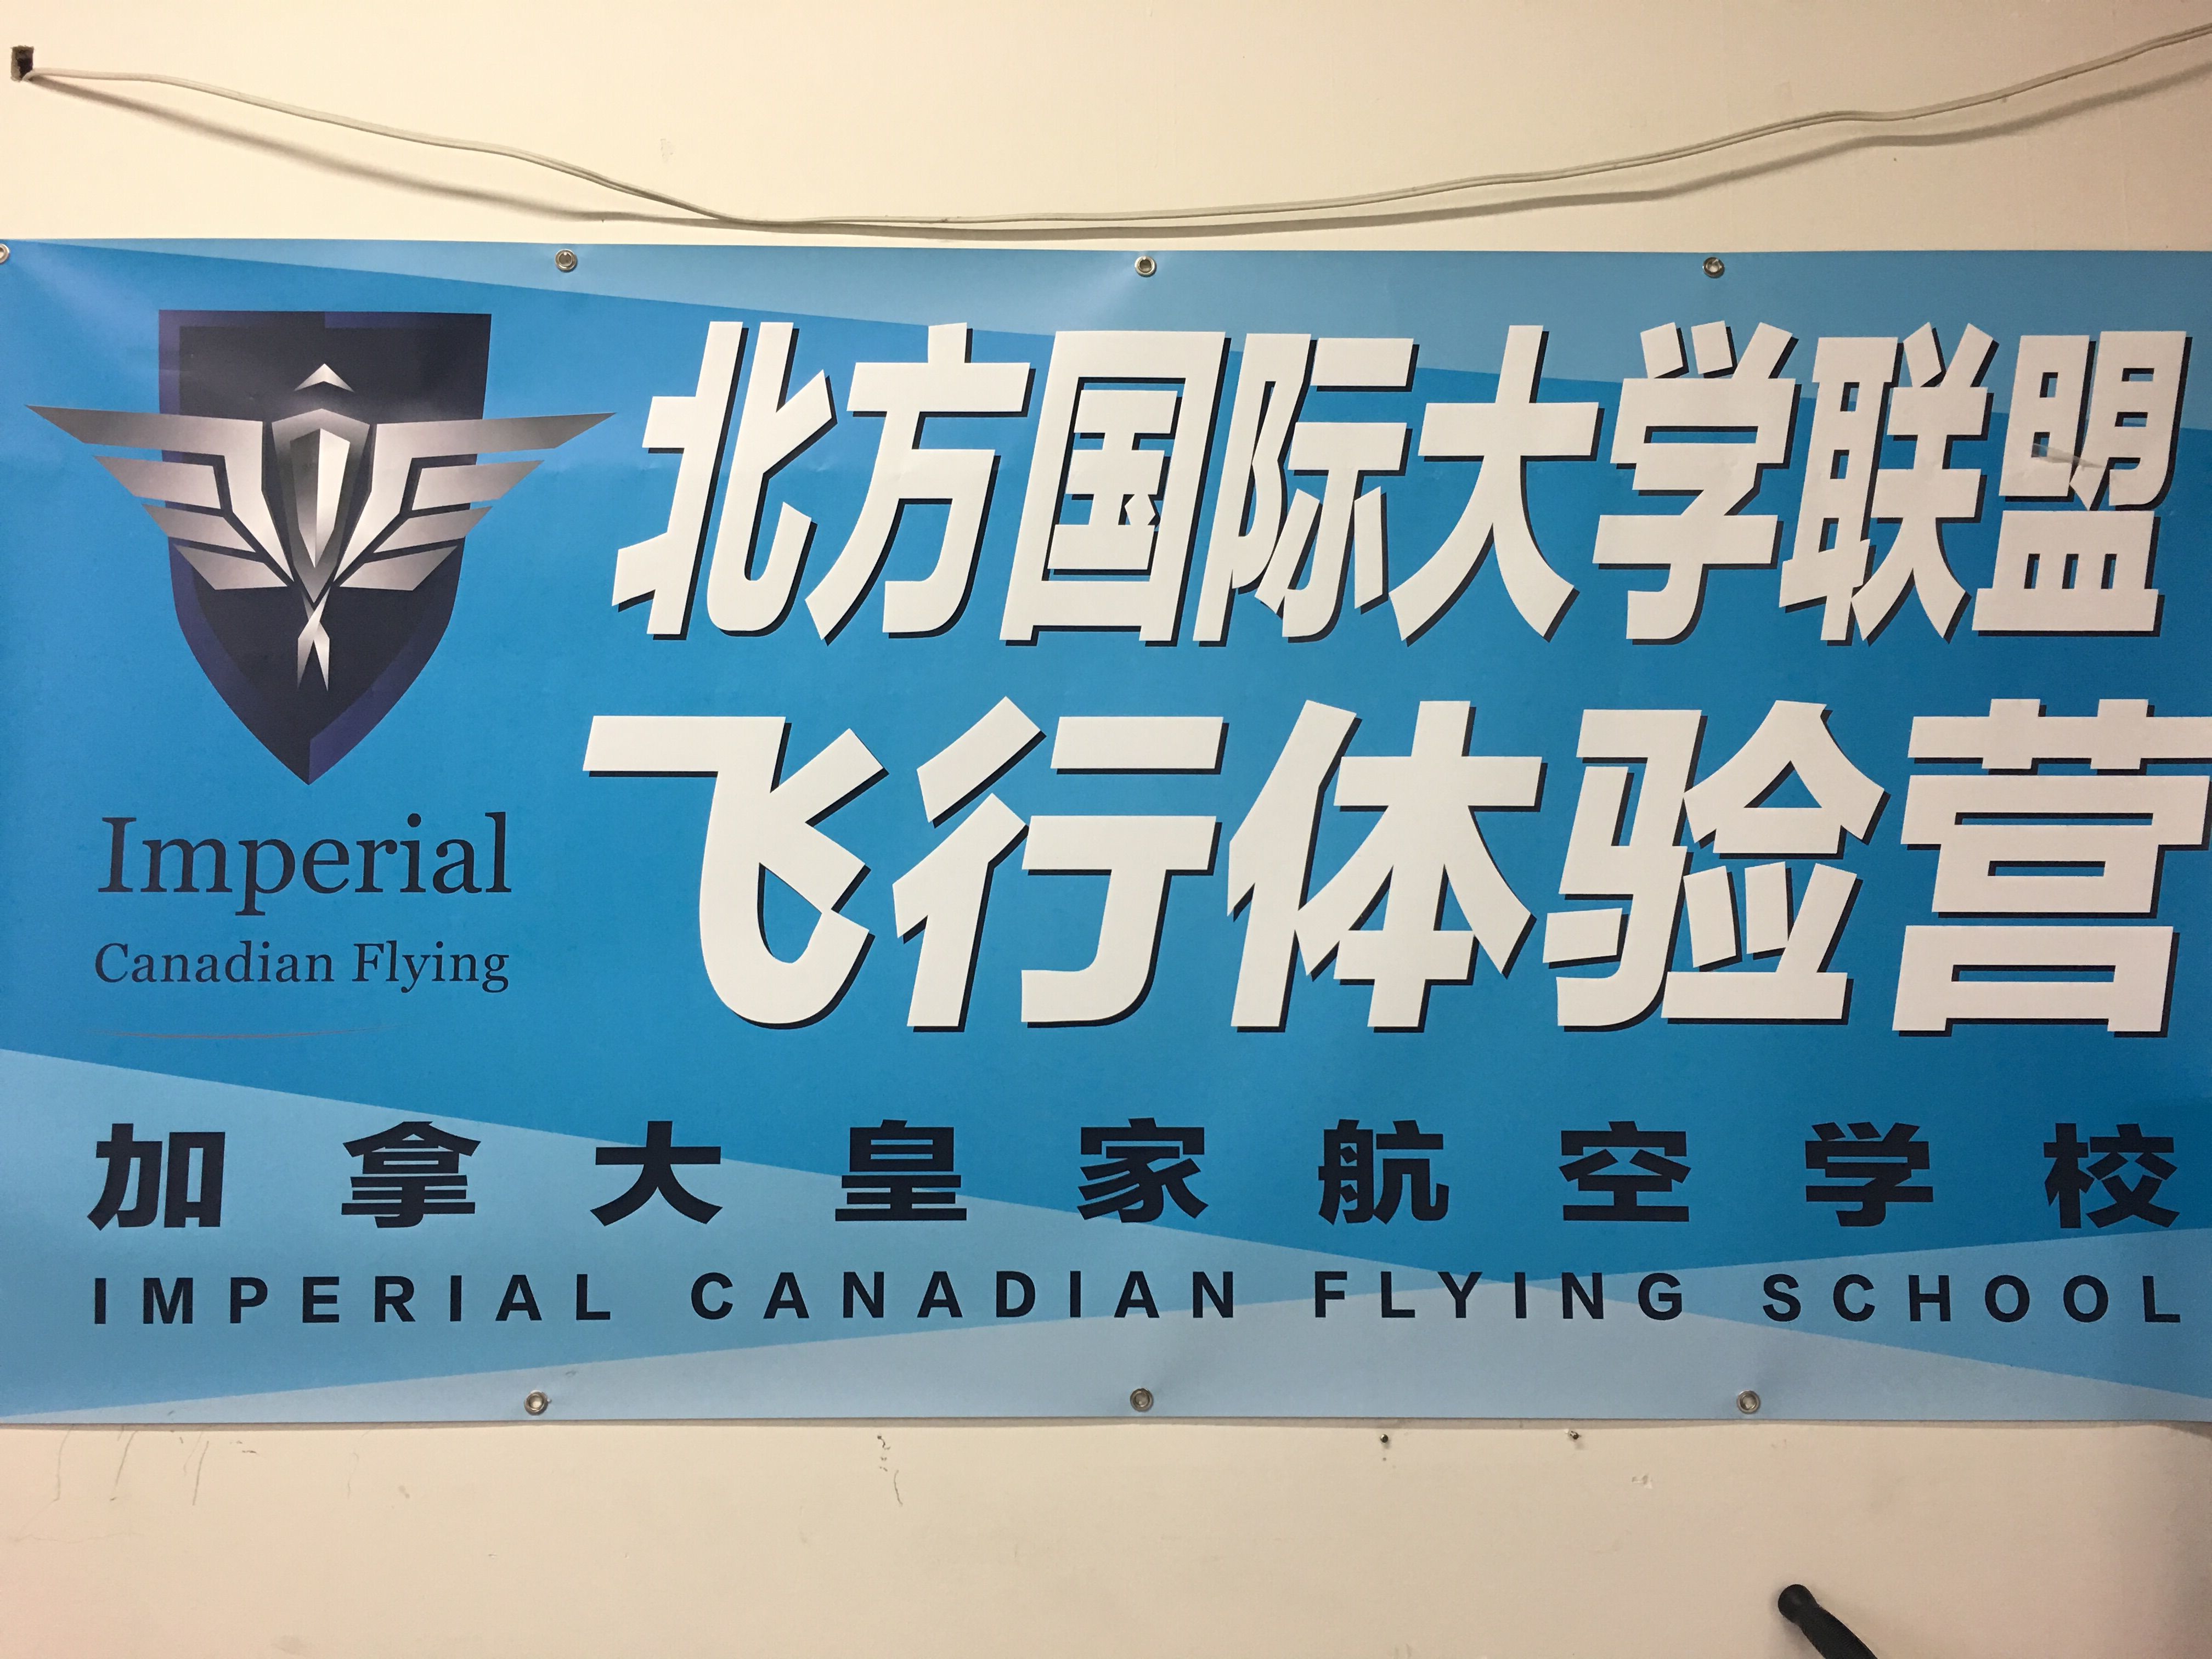 北方国际大学联盟
飞行体验营
Imperial
Canadian Flying
加拿大皇家航空学校
IMPERIAL CANADIAN FLYING SCHOOL